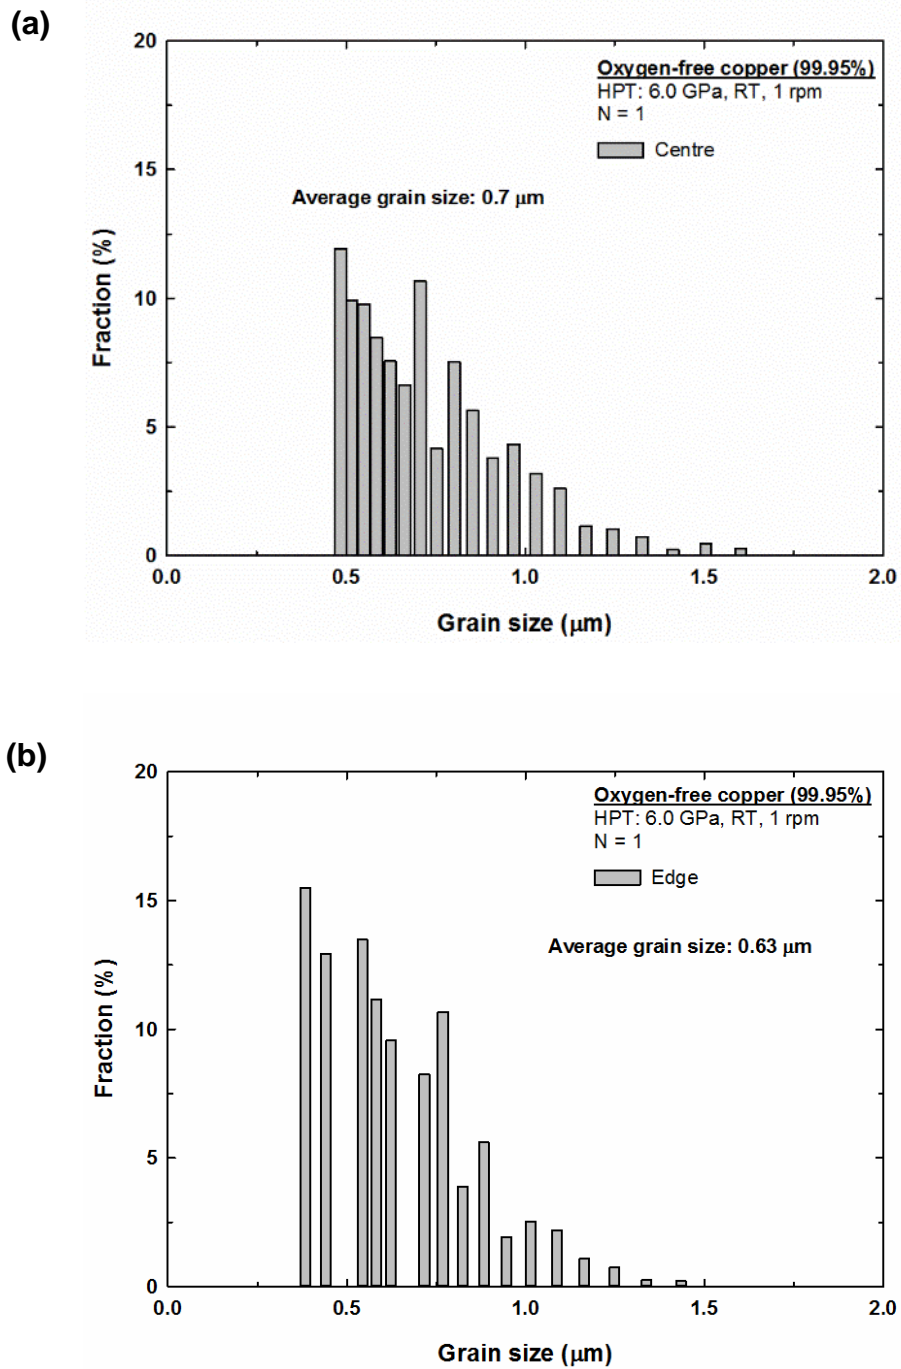 (a)
20
15
10
5
0
Fraction (%)
Oxygen-free copper (99.95%)
HPT: 6.0 GPa, RT, 1 rpm
N = 1
Centre
Average grain size: 0.7 μm
0.0 0.5 1.0 1.5 2.0
Grain size (μm)
(b)
20
15
10
5
0
Fraction (%)
Oxygen-free copper (99.95%)
HPT: 6.0 GPa, RT, 1 rpm
N = 1
Edge
Average grain size: 0.63 μm
0.0 0.5 1.0 1.5 2.0
Grain size (μm)